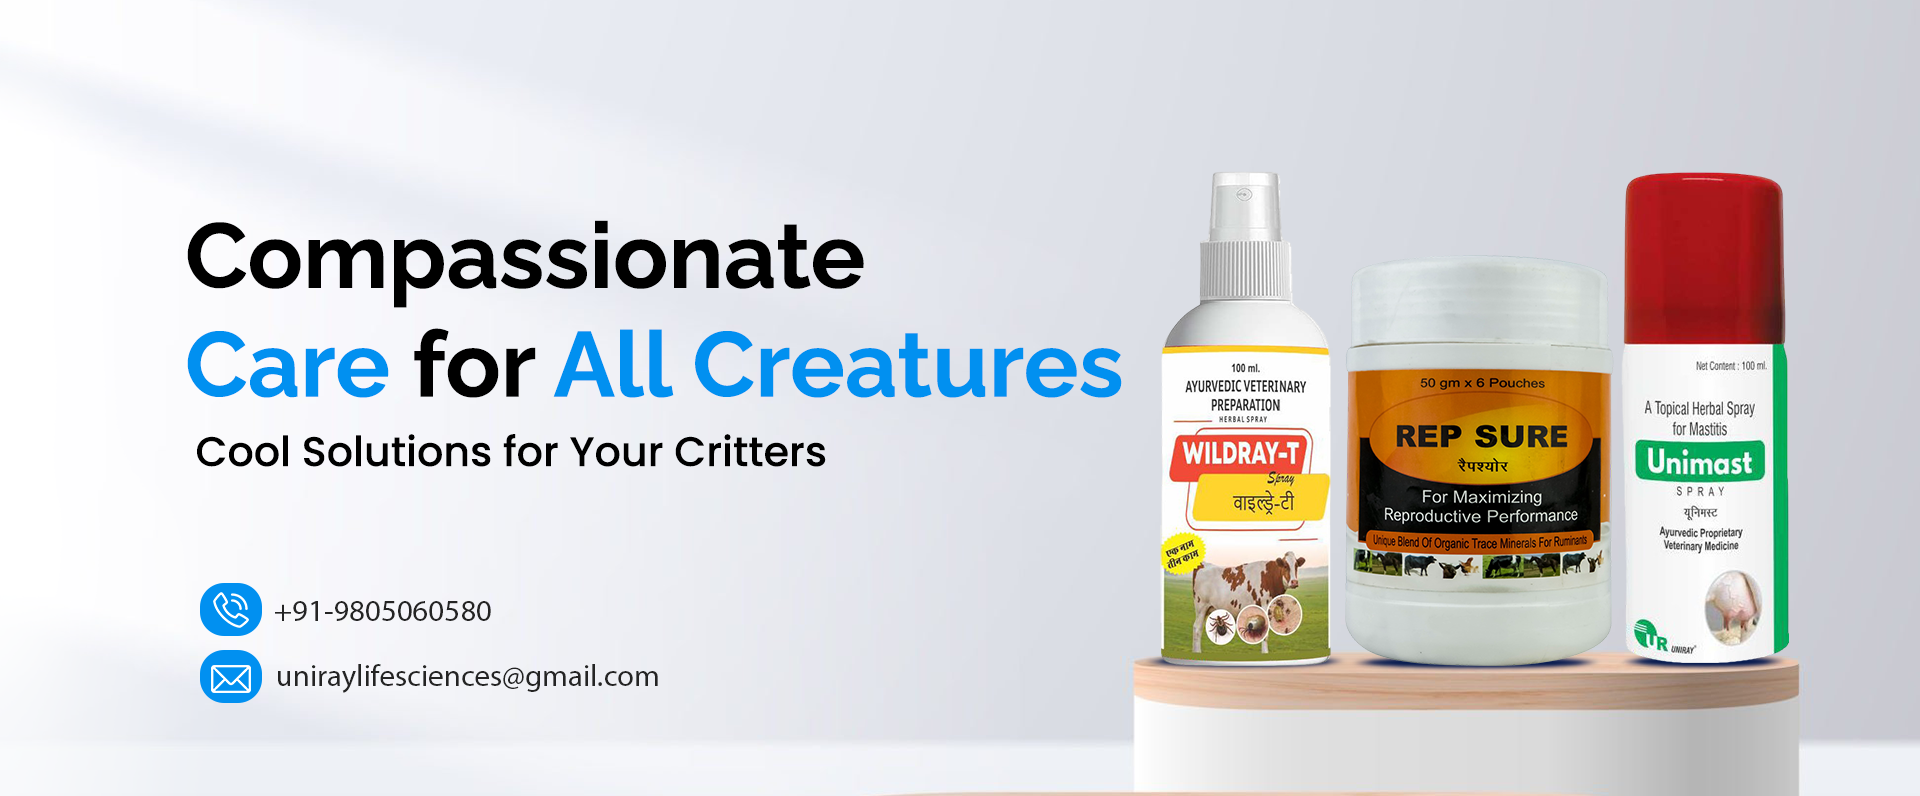 Compassionate
Care for All Creatures
Cool Solutions for Your Critters
+91-9805060580
uniraylifesciences@gmail.com
100 ml.
AYURVEDIC VETERINARY
PREPARATION
HERBAL SPRAY
WILDRAY-T
Spray
वाइल्ड्रे-टी
एक नाम
तीन काम
50 gm x 6 Pouches
REP SURE
रैपश्योर
For Maximizing
Reproductive Performance
Unique Blend Of Organic Trace Minerals For Ruminants
Net Content : 100 ml.
A Topical Herbal Spray
for Mastitis
Unimast
SPRAY
यूनिमस्ट
Ayurvedic Proprietary
Veterinary Medicine
UR UNIRAY®